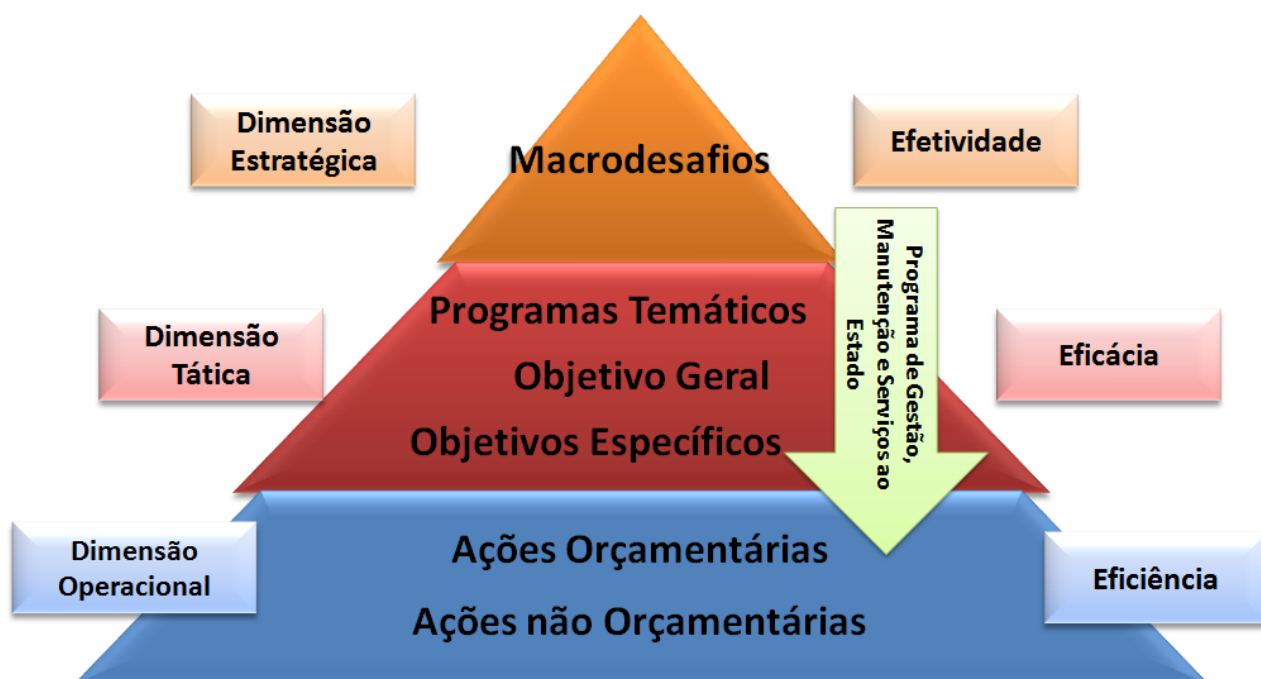 Dimensão
Estratégica
Macrodesafios
Efetividade
Programa de Gestão,
Manutenção e Serviços ao
Estado
Dimensão
Tática
Programas Temáticos
Objetivo Geral
Objetivos Específicos
Eficácia
Dimensão
Operacional
Ações Orçamentárias
Ações não Orçamentárias
Eficiência